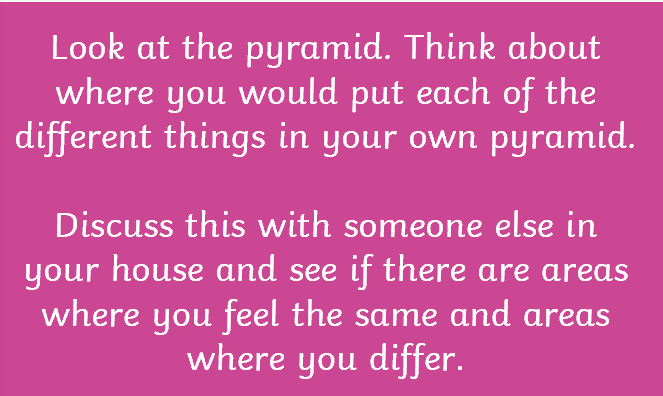 Look at the pyramid. Think about
where you would put each of the
different things in your own pyramid.
Discuss this with someone else in
your house and see if there are areas
where you feel the same and areas
where you differ.